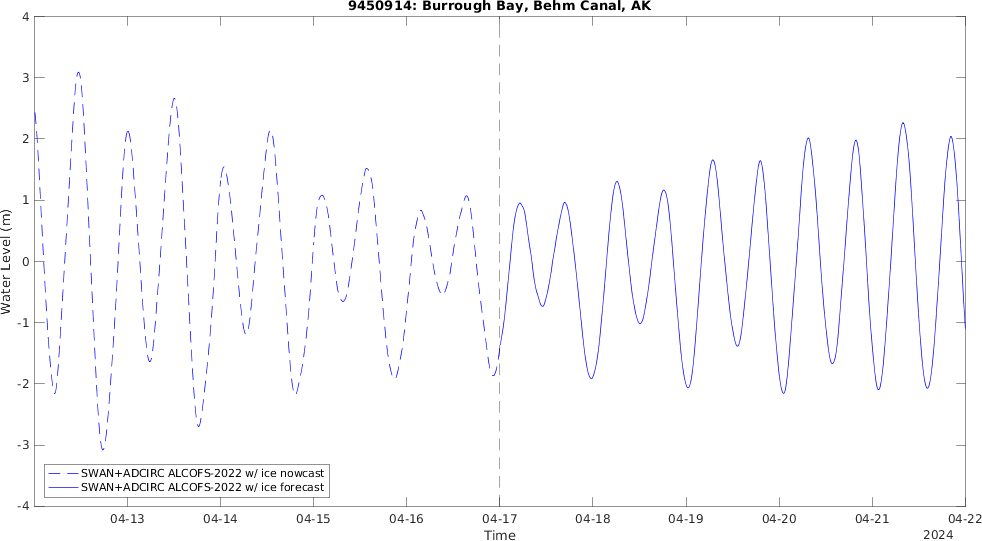 9450914: Burrough Bay, Behm Canal, AK
Water Level (m)
4
3
2
1
0
-1
-2
-3
-4
SWAN+ADCIRC ALCOFS-2022 w/ ice nowcast
SWAN+ADCIRC ALCOFS-2022 w/ ice forecast
04-13 04-14 04-15 04-16 04-17 04-18 04-19 04-20 04-21 04-22
Time
2024